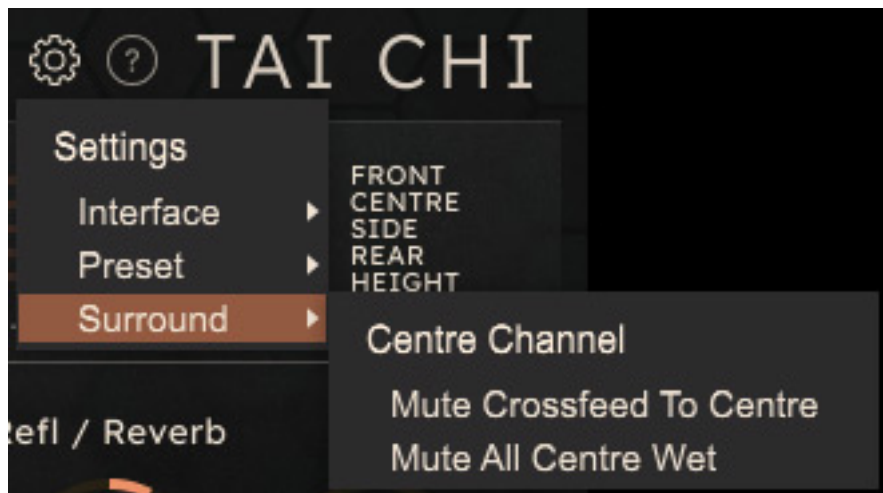 ? TAI CHI
Settings
Interface
Preset
Surround
FRONT
CENTRE
SIDE
REAR
HEIGHT
Centre Channel
Mute Crossfeed To Centre
Mute All Centre Wet
Refl / Reverb